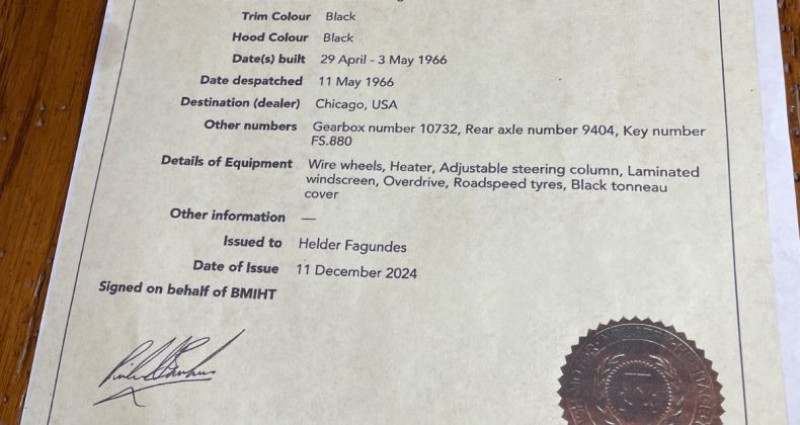 Trim Colour Black
Hood Colour Black
Date(s) built 29 April - 3 May 1966
Date despatched 11 May 1966
Destination (dealer) Chicago, USA
Other numbers Gearbox number 10732, Rear axle number 9404, Key number
FS.880
Details of Equipment Wire wheels, Heater, Adjustable steering column, Laminated
windscreen, Overdrive, Roadspeed tyres, Black tonneau
cover
Other information —
Issued to Helder Fagundes
Date of Issue 11 December 2024
Signed on behalf of BMIHT